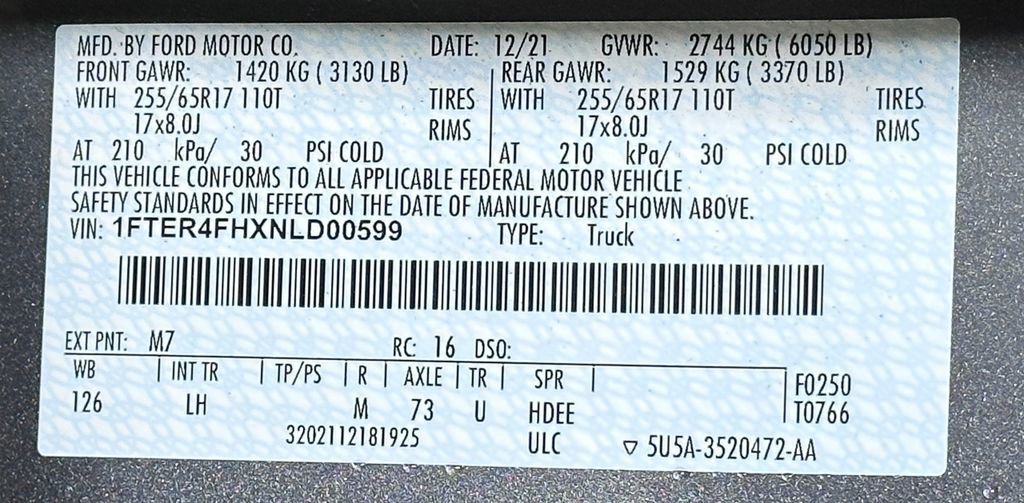 MFD. BY FORD MOTOR CO. DATE: 12/21 GVWR: 2744 KG ( 6050 LB)
FRONT GAWR: 1420 KG ( 3130 LB) REAR GAWR: 1529 KG ( 3370 LB)
WITH 255/65R17 110T TIRES WITH 255/65R17 110T TIRES
17x8.0J RIMS 17x8.0J RIMS
AT 210 kPa/ 30 PSI COLD AT 210 kPa/ 30 PSI COLD
THIS VEHICLE CONFORMS TO ALL APPLICABLE FEDERAL MOTOR VEHICLE
SAFETY STANDARDS IN EFFECT ON THE DATE OF MANUFACTURE SHOWN ABOVE.
VIN: 1FTER4FHXNLD00599 TYPE: Truck
EXT PNT: M7 RC: 16 DSO:
WB INT TR TP/PS R AXLE TR SPR F0250
126 LH M 73 U HDEE T0766
3202112181925 ULC ▽ 5U5A-3520472-AA